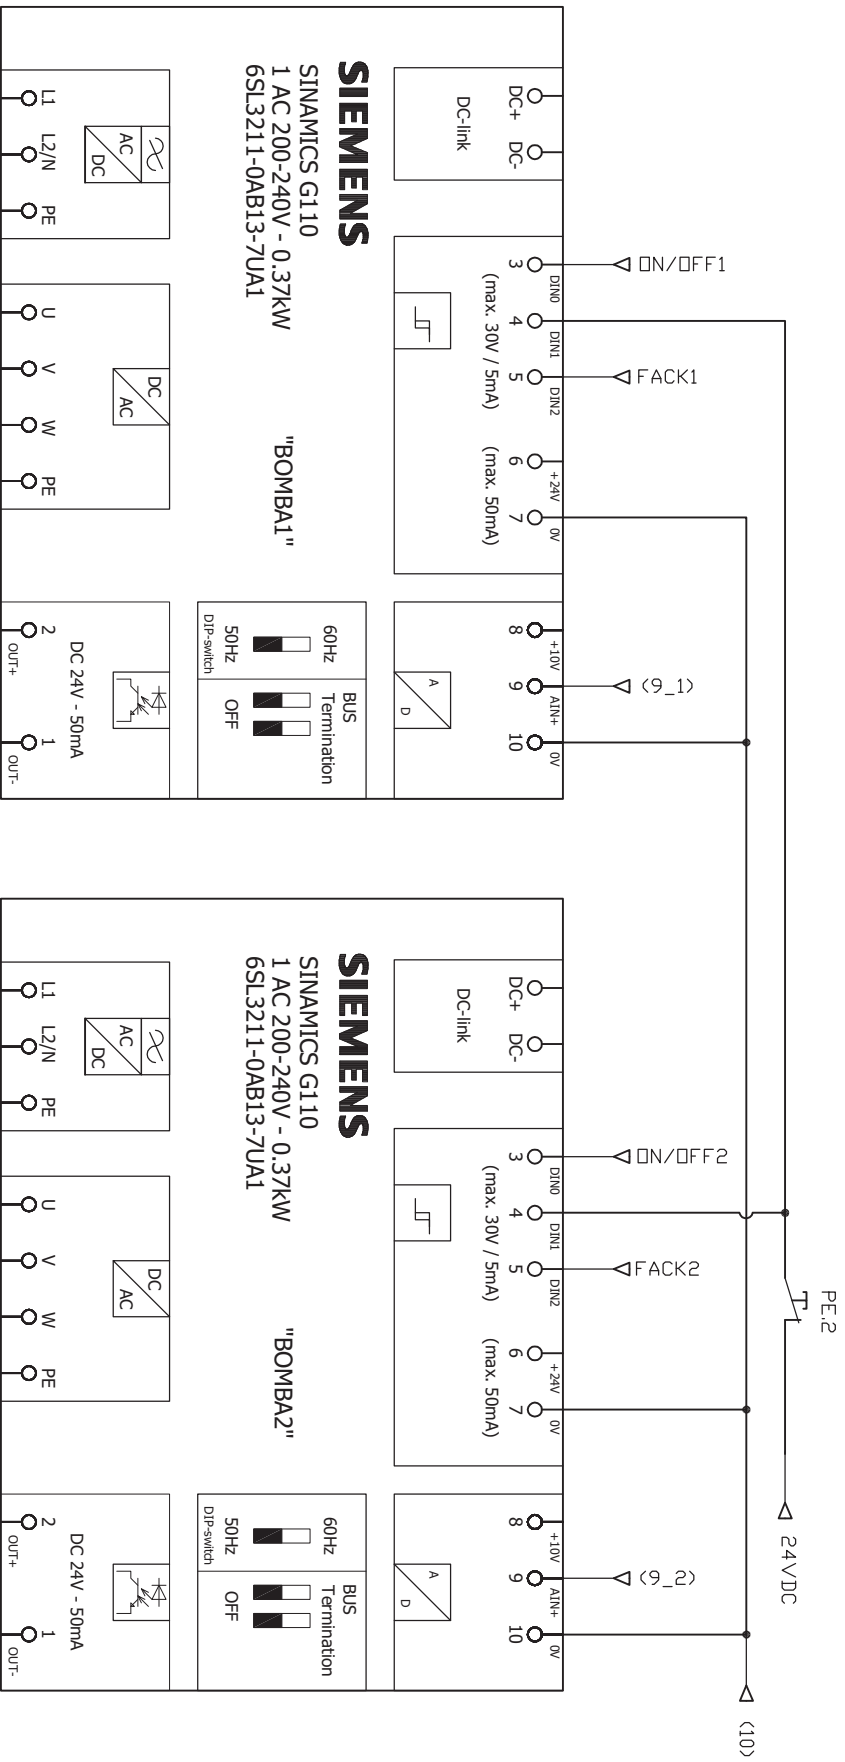 PE.2
24VDC
(10)
ON/OFF1
FACK1
(9_1)
ON/OFF2
FACK2
(9_2)
DC+
DC-
DC-link
3
DIN0
4
DIN1
5
DIN2
6
+24V
7
0V
(max. 30V / 5mA)
(max. 50mA)
8
+10V
9
AIN+
10
0V
A
D
SIEMENS
SINAMICS G110
1 AC 200-240V - 0.37kW
6SL3211-0AB13-7UA1
"BOMBA1"
60Hz
50Hz
DIP-switch
BUS
Termination
OFF
AC
DC
L1
L2/N
PE
DC
AC
U
V
W
PE
DC 24V - 50mA
2
OUT+
1
OUT-
DC+
DC-
DC-link
3
DIN0
4
DIN1
5
DIN2
6
+24V
7
0V
(max. 30V / 5mA)
(max. 50mA)
8
+10V
9
AIN+
10
0V
A
D
SIEMENS
SINAMICS G110
1 AC 200-240V - 0.37kW
6SL3211-0AB13-7UA1
"BOMBA2"
60Hz
50Hz
DIP-switch
BUS
Termination
OFF
AC
DC
L1
L2/N
PE
DC
AC
U
V
W
PE
DC 24V - 50mA
2
OUT+
1
OUT-